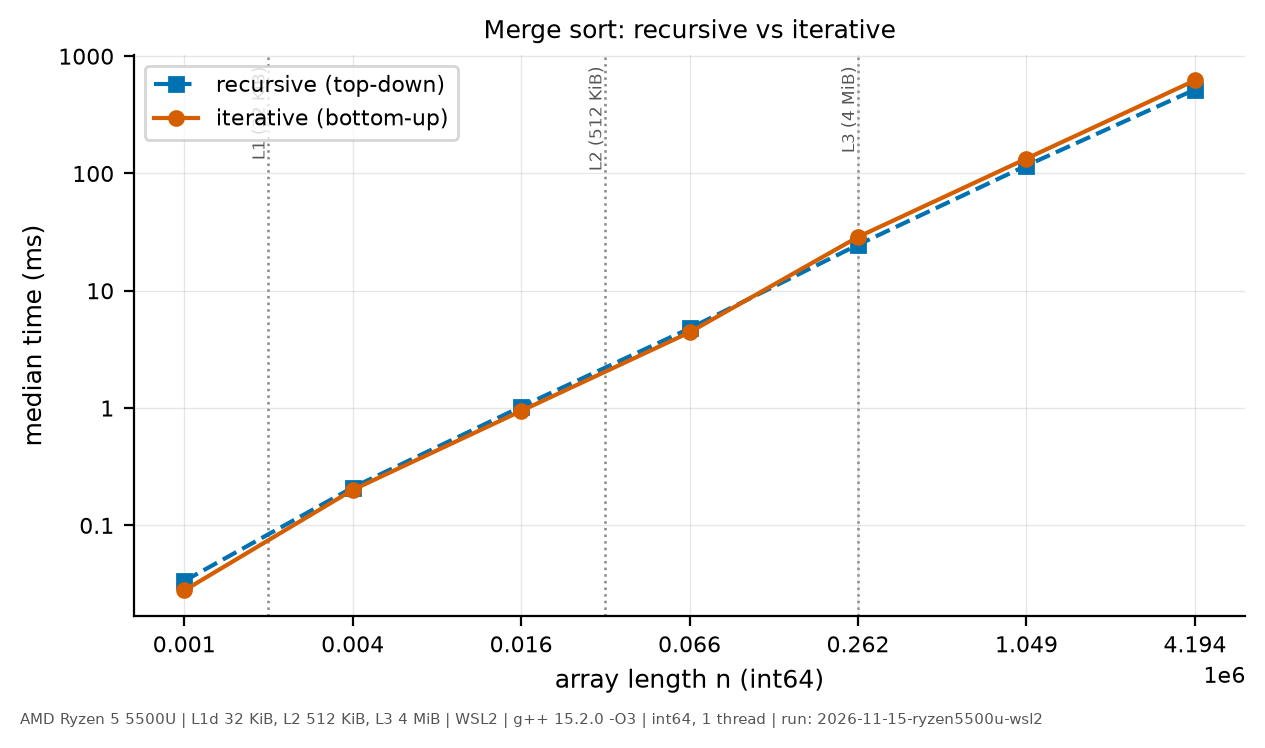 Merge sort: recursive vs iterative
1000
100
10
1
0.1
median time (ms)
recursive (top-down)
iterative (bottom-up)
L1
L2 (512 KiB)
L3 (4 MiB)
0.001
0.004
0.016
0.066
0.262
1.049
4.194
1e6
array length n (int64)
AMD Ryzen 5 5500U | L1d 32 KiB, L2 512 KiB, L3 4 MiB | WSL2 | g++ 15.2.0 -O3 | int64, 1 thread | run: 2026-11-15-ryzen5500u-wsl2